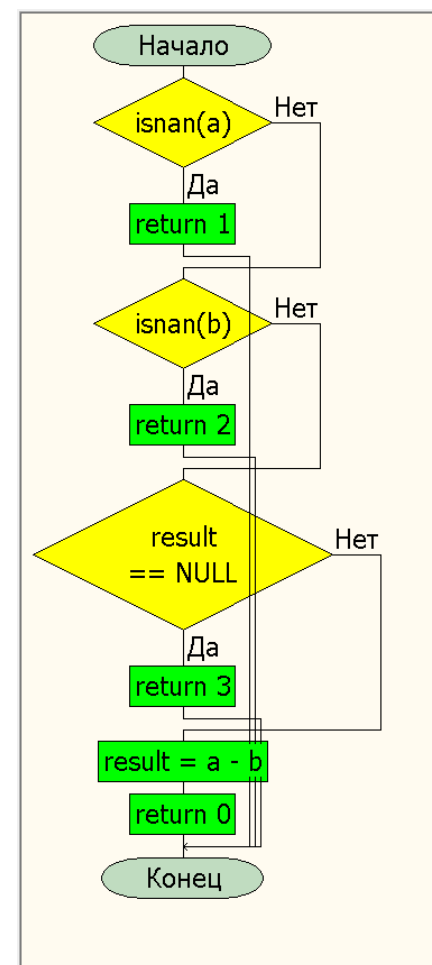 Начало
isnan(a)
Нет
Да
return 1
isnan(b)
Нет
Да
return 2
result
== NULL
Нет
Да
return 3
result = a - b
return 0
Конец